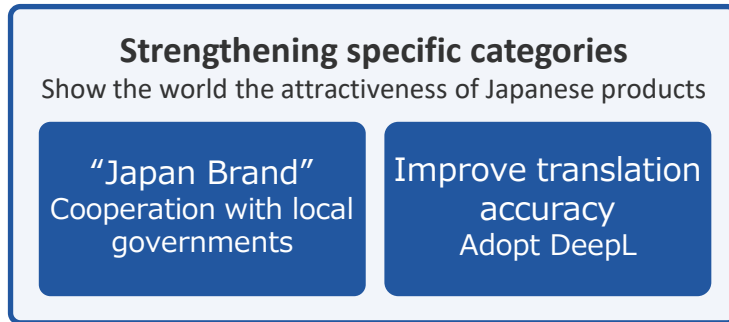 Strengthening specific categories
Show the world the attractiveness of Japanese products
“Japan Brand”
Cooperation with local
governments
Improve translation
accuracy
Adopt DeepL